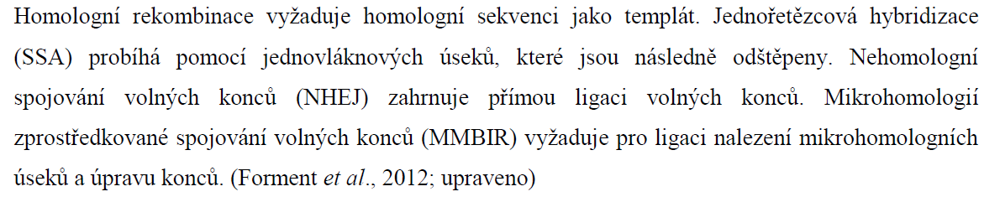 Homologní rekombinace vyžaduje homologní sekvenci jako templát. Jednořetězcová hybridizace
(SSA) probíhá pomocí jednovláknových úseků, které jsou následně odštěpeny. Nehomologní
spojování volných konců (NHEJ) zahrnuje přímou ligaci volných konců. Mikrohomologií
zprostředkované spojování volných konců (MMBIR) vyžaduje pro ligaci nalezení mikrohomologních
úseků a úpravu konců. (Forment et al., 2012; upraveno)